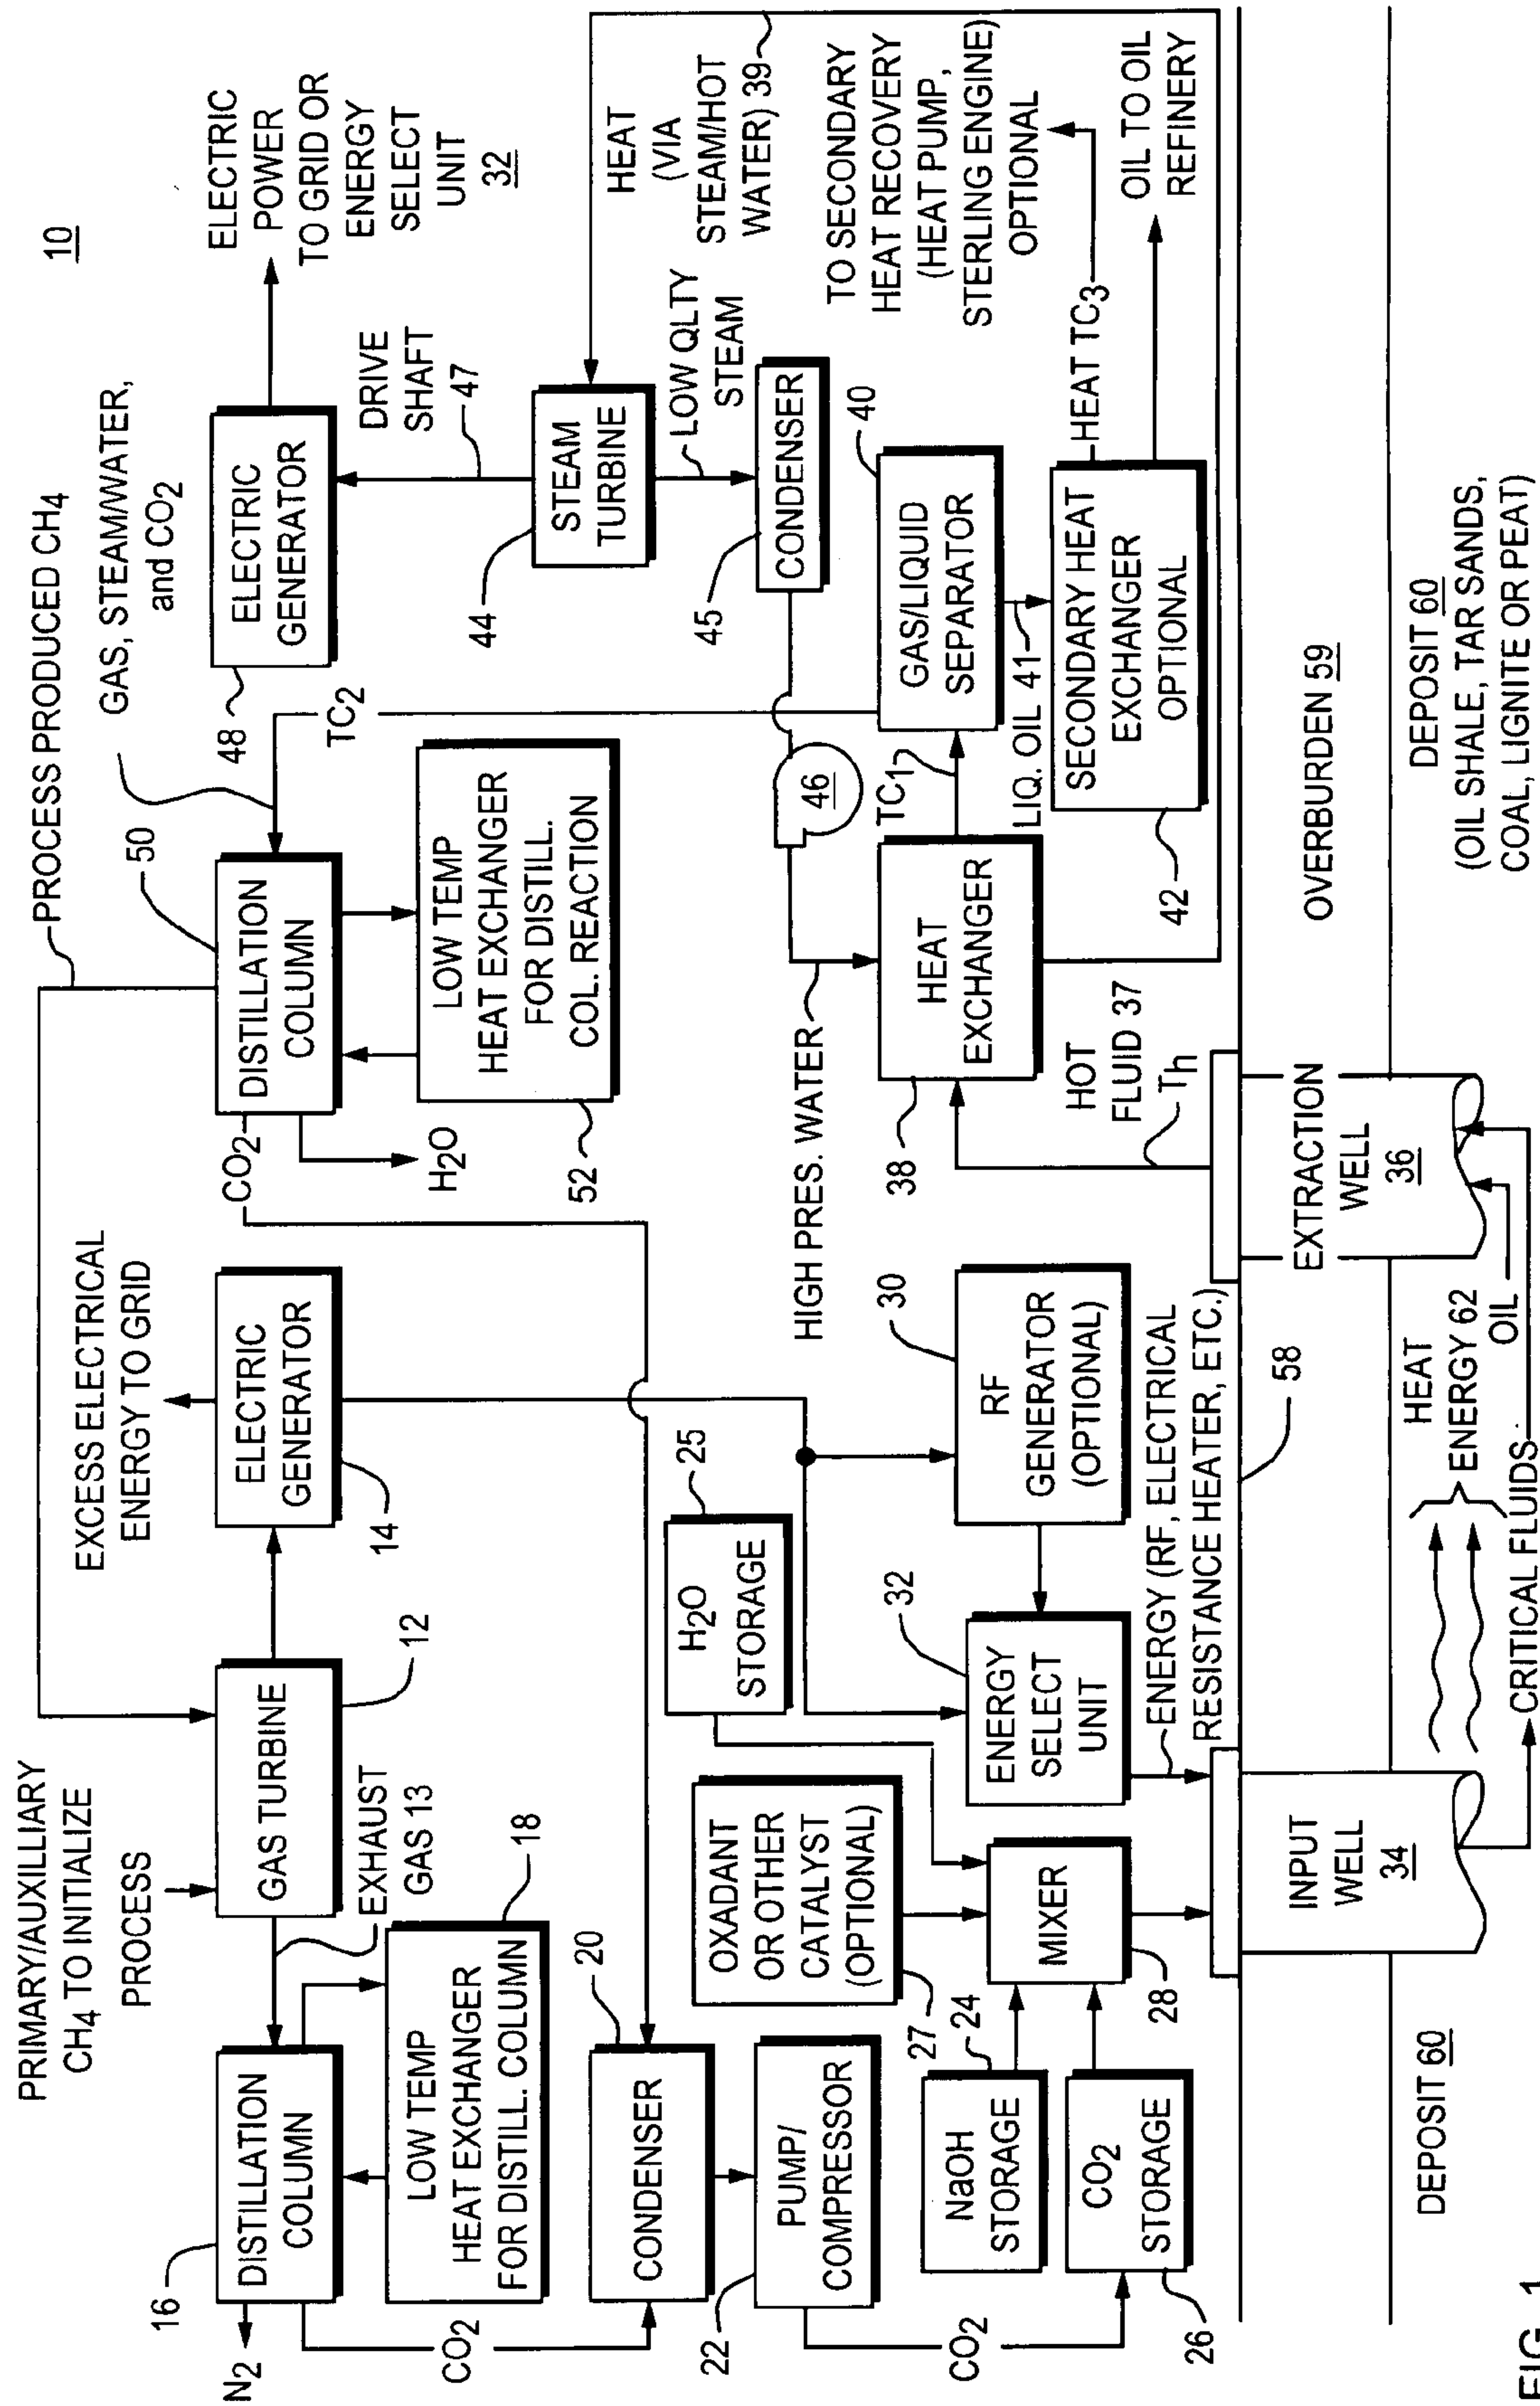 10
PRIMARY/AUXILLIARY
CH4 TO INITIALIZE
PROCESS
EXCESS ELECTRICAL
ENERGY TO GRID
PROCESS PRODUCED CH4
GAS, STEAM/WATER,
and CO2
ELECTRIC
POWER
TO GRID OR
ENERGY
SELECT
UNIT
32
16
N2
DISTILLATION
COLUMN
EXHAUST
GAS 13
GAS TURBINE
12
ELECTRIC
GENERATOR
14
CO2
H2O
DISTILLATION
COLUMN
50
TC2
48
ELECTRIC
GENERATOR
DRIVE
SHAFT
47
LOW TEMP
HEAT EXCHANGER
FOR DISTILL. COLUMN
18
52
LOW TEMP
HEAT EXCHANGER
FOR DISTILL.
COL. REACTION
44
STEAM
TURBINE
HEAT
(VIA
STEAM/HOT
WATER) 39
LOW QLTY
STEAM
CO2
CONDENSER
20
H2O
STORAGE
25
HIGH PRES. WATER
46
45
CONDENSER
22
PUMP/
COMPRESSOR
OXADANT
OR OTHER
CATALYST
(OPTIONAL)
27
ENERGY
SELECT
UNIT
32
RF
GENERATOR
(OPTIONAL)
30
38
HEAT
EXCHANGER
TC1
GAS/LIQUID
SEPARATOR
40
LIQ. OIL 41
TO SECONDARY
HEAT RECOVERY
(HEAT PUMP,
STERLING ENGINE)
OPTIONAL
CO2
NaOH
STORAGE
24
CO2
STORAGE
26
MIXER
28
ENERGY (RF, ELECTRICAL
RESISTANCE HEATER, ETC.)
HOT
FLUID 37
Th
42
SECONDARY HEAT
EXCHANGER
OPTIONAL
HEAT TC3
OIL TO OIL
REFINERY
58
INPUT
WELL
34
EXTRACTION
WELL
36
OVERBURDEN 59
DEPOSIT 60
HEAT
ENERGY 62
OIL
CRITICAL FLUIDS
DEPOSIT 60
(OIL SHALE, TAR SANDS,
COAL, LIGNITE OR PEAT)
FIG. 1